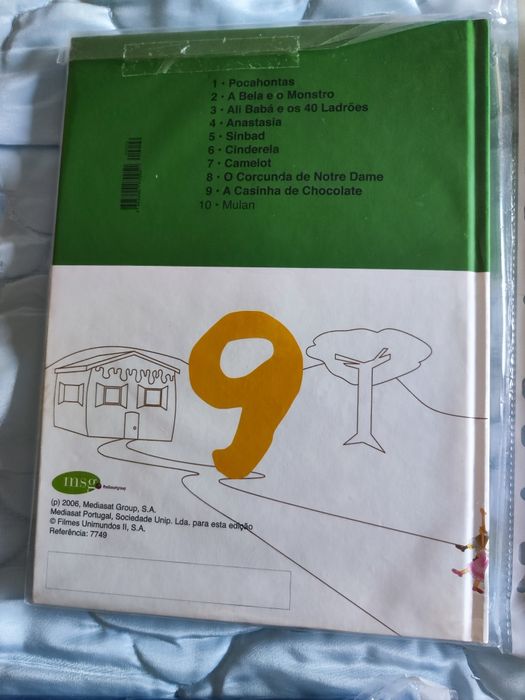 1 • Pocahontas
2 • A Bela e o Monstro
3 • Ali Babá e os 40 Ladrões
4 • Anastasia
5 • Sinbad
6 • Cinderela
7 • Camelot
8 • O Corcunda de Notre Dame
9 • A Casinha de Chocolate
10 • Mulan
9
msg Mediasatgroup
(p) 2006, Mediasat Group, S.A.
Mediasat Portugal, Sociedade Unip. Lda. para esta edição
© Filmes Unimundos II, S.A.
Referência: 7749